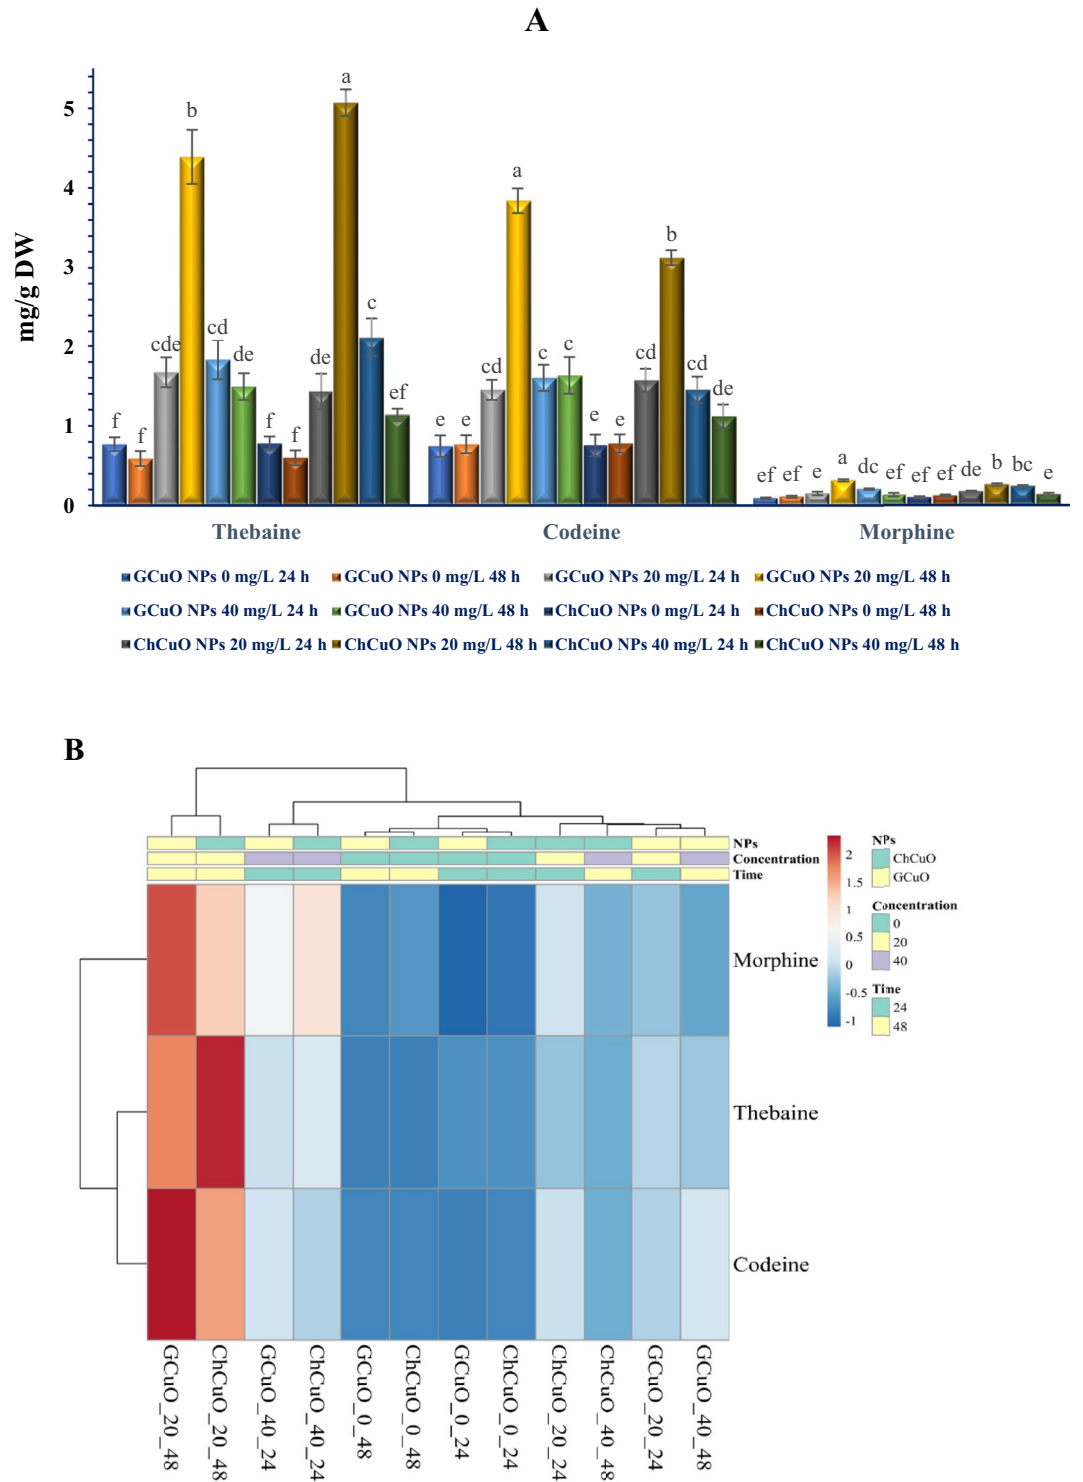 A
mg/g DW
5
4
3
2
1
0
f f cde b cd de f f de a c ef
e e cd a c c e e cd b cd de
ef ef e a dc ef ef ef de b bc e
Thebaine Codeine Morphine
GCuO NPs 0 mg/L 24 h GCuO NPs 0 mg/L 48 h GCuO NPs 20 mg/L 24 h GCuO NPs 20 mg/L 48 h
GCuO NPs 40 mg/L 24 h GCuO NPs 40 mg/L 48 h ChCuO NPs 0 mg/L 24 h ChCuO NPs 0 mg/L 48 h
ChCuO NPs 20 mg/L 24 h ChCuO NPs 20 mg/L 48 h ChCuO NPs 40 mg/L 24 h ChCuO NPs 40 mg/L 48 h
B
NPs
Concentration
Time
Morphine
Thebaine
Codeine
2
1.5
1
0.5
0
-0.5
-1
NPs
ChCuO
GCuO
Concentration
0
20
40
Time
24
48
GCuO_20_48
ChCuO_20_48
GCuO_40_24
ChCuO_40_24
GCuO_0_48
ChCuO_0_48
GCuO_0_24
ChCuO_0_24
ChCuO_20_24
ChCuO_40_48
GCuO_20_24
GCuO_40_48